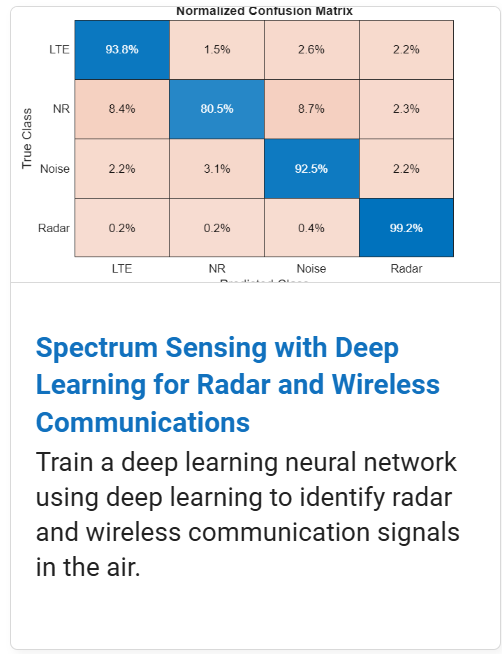 Normalized Confusion Matrix
LTE 93.8% 1.5% 2.6% 2.2%
NR 8.4% 80.5% 8.7% 2.3%
Noise 2.2% 3.1% 92.5% 2.2%
Radar 0.2% 0.2% 0.4% 99.2%
True Class
LTE NR Noise Radar
Predicted Class
Spectrum Sensing with Deep
Learning for Radar and Wireless
Communications
Train a deep learning neural network
using deep learning to identify radar
and wireless communication signals
in the air.